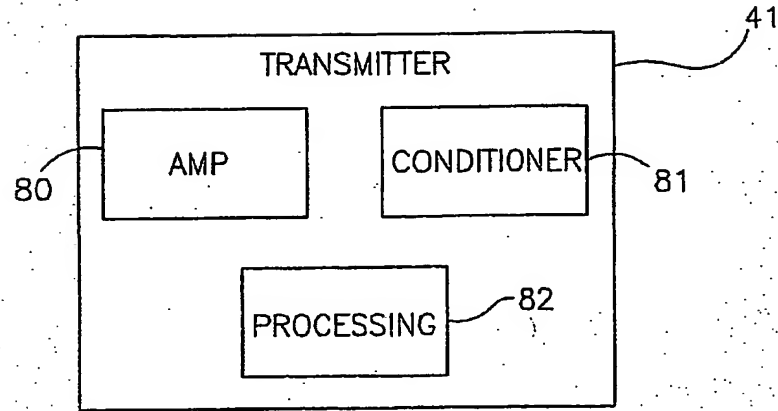 41
TRANSMITTER
AMP
CONDITIONER
80
81
PROCESSING
82